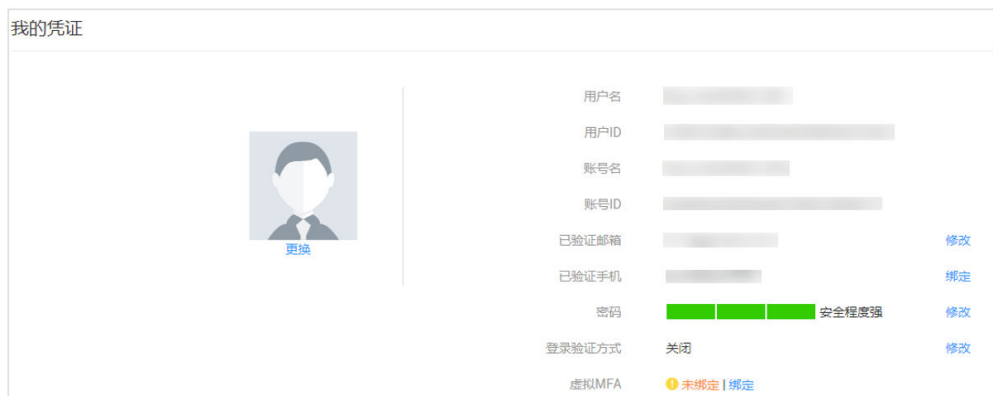 我的凭证
更换
用户名
用户ID
账号名
账号ID
已验证邮箱 修改
已验证手机 绑定
密码 安全程度强 修改
登录验证方式 关闭 修改
虚拟MFA 未绑定 | 绑定